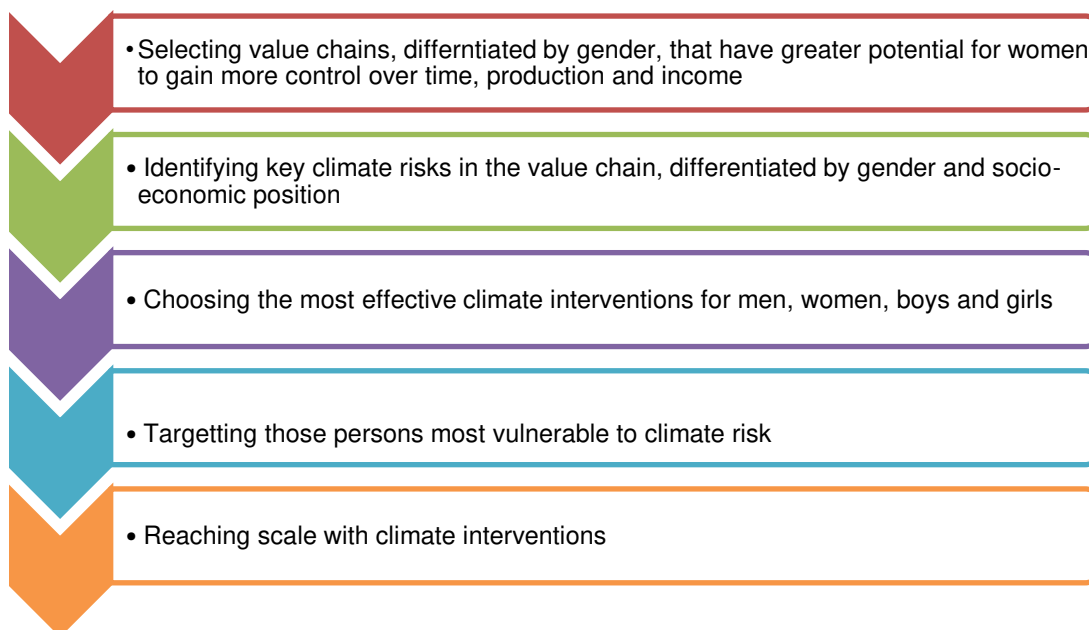 •Selecting value chains, differntiated by gender, that have greater potential for women
to gain more control over time, production and income
• Identifying key climate risks in the value chain, differentiated by gender and socio-
economic position
• Choosing the most effective climate interventions for men, women, boys and girls
• Targetting those persons most vulnerable to climate risk
• Reaching scale with climate interventions